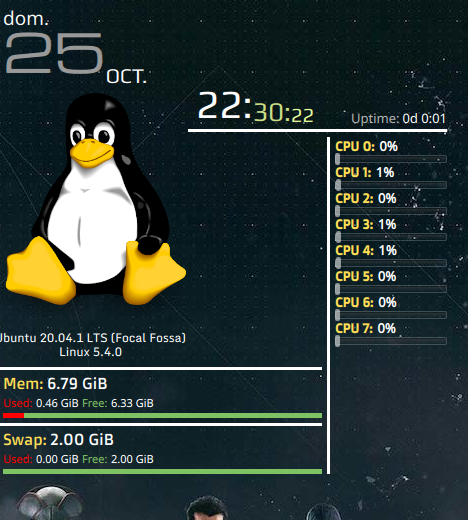 dom.
25 OCT.
22:30:22
Uptime: 0d 0:01
CPU 0: 0%
CPU 1: 1%
CPU 2: 0%
CPU 3: 1%
CPU 4: 1%
CPU 5: 0%
CPU 6: 0%
CPU 7: 0%
Ubuntu 20.04.1 LTS (Focal Fossa)
Linux 5.4.0
Mem: 6.79 GiB
Used: 0.46 GiB Free: 6.33 GiB
Swap: 2.00 GiB
Used: 0.00 GiB Free: 2.00 GiB